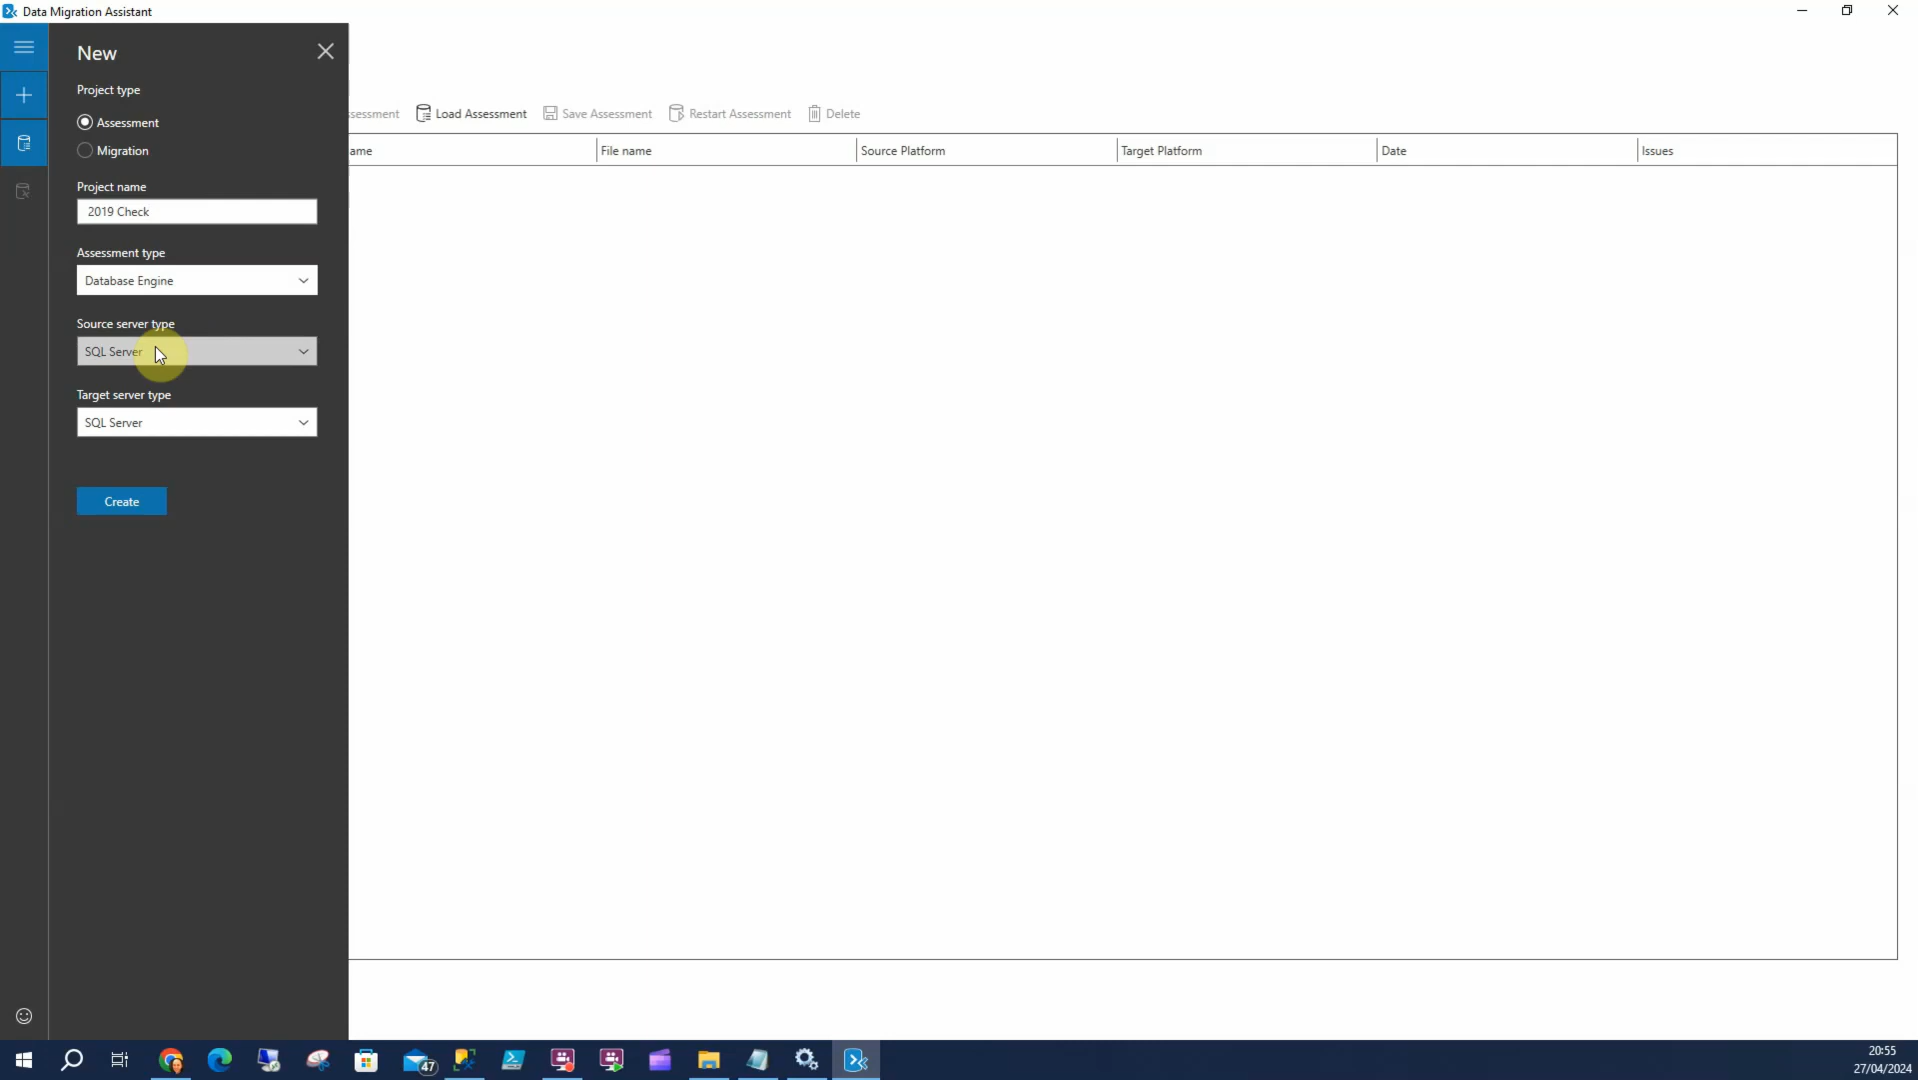 Data Migration Assistant
New
Project type
Assessment
Migration
Project name
2019 Check
Assessment type
Database Engine
Source server type
SQL Server
Target server type
SQL Server
Create
ssessment
Load Assessment
Save Assessment
Restart Assessment
Delete
ame
File name
Source Platform
Target Platform
Date
Issues
47
20:55
27/04/2024